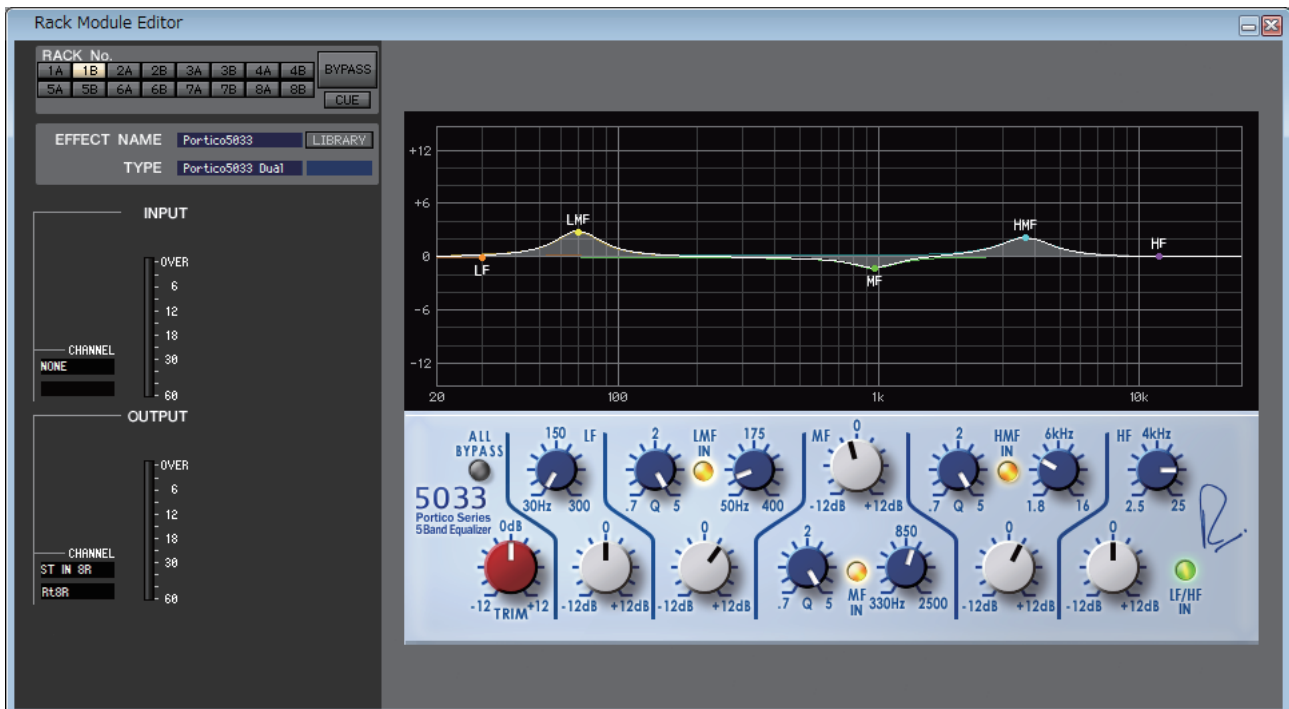 Rack Module Editor
RACK No.
1A 1B 2A 2B 3A 3B 4A 4B
5A 5B 6A 6B 7A 7B 8A 8B
BYPASS
CUE
EFFECT NAME Portico5033 LIBRARY
TYPE Portico5033 Dual
INPUT
OVER
6
12
18
30
60
CHANNEL
NONE
OUTPUT
OVER
6
12
18
30
60
CHANNEL
ST IN 8R
Rt8R
+12
+6
0
-6
-12
LF
LMF
MF
HMF
HF
20 100 1k 10k
ALL
BYPASS
5033
Portico Series
5Band Equalizer
0dB
-12 +12
TRIM
150 LF
30Hz 300
0
-12dB +12dB
2
.7 Q 5
LMF
IN
175
50Hz 400
0
-12dB +12dB
MF 0
-12dB +12dB
2
.7 Q 5
MF
IN
850
330Hz 2500
2
.7 Q 5
HMF
IN
6kHz
1.8 16
0
-12dB +12dB
HF 4kHz
2.5 25
0
-12dB +12dB
LF/HF
IN